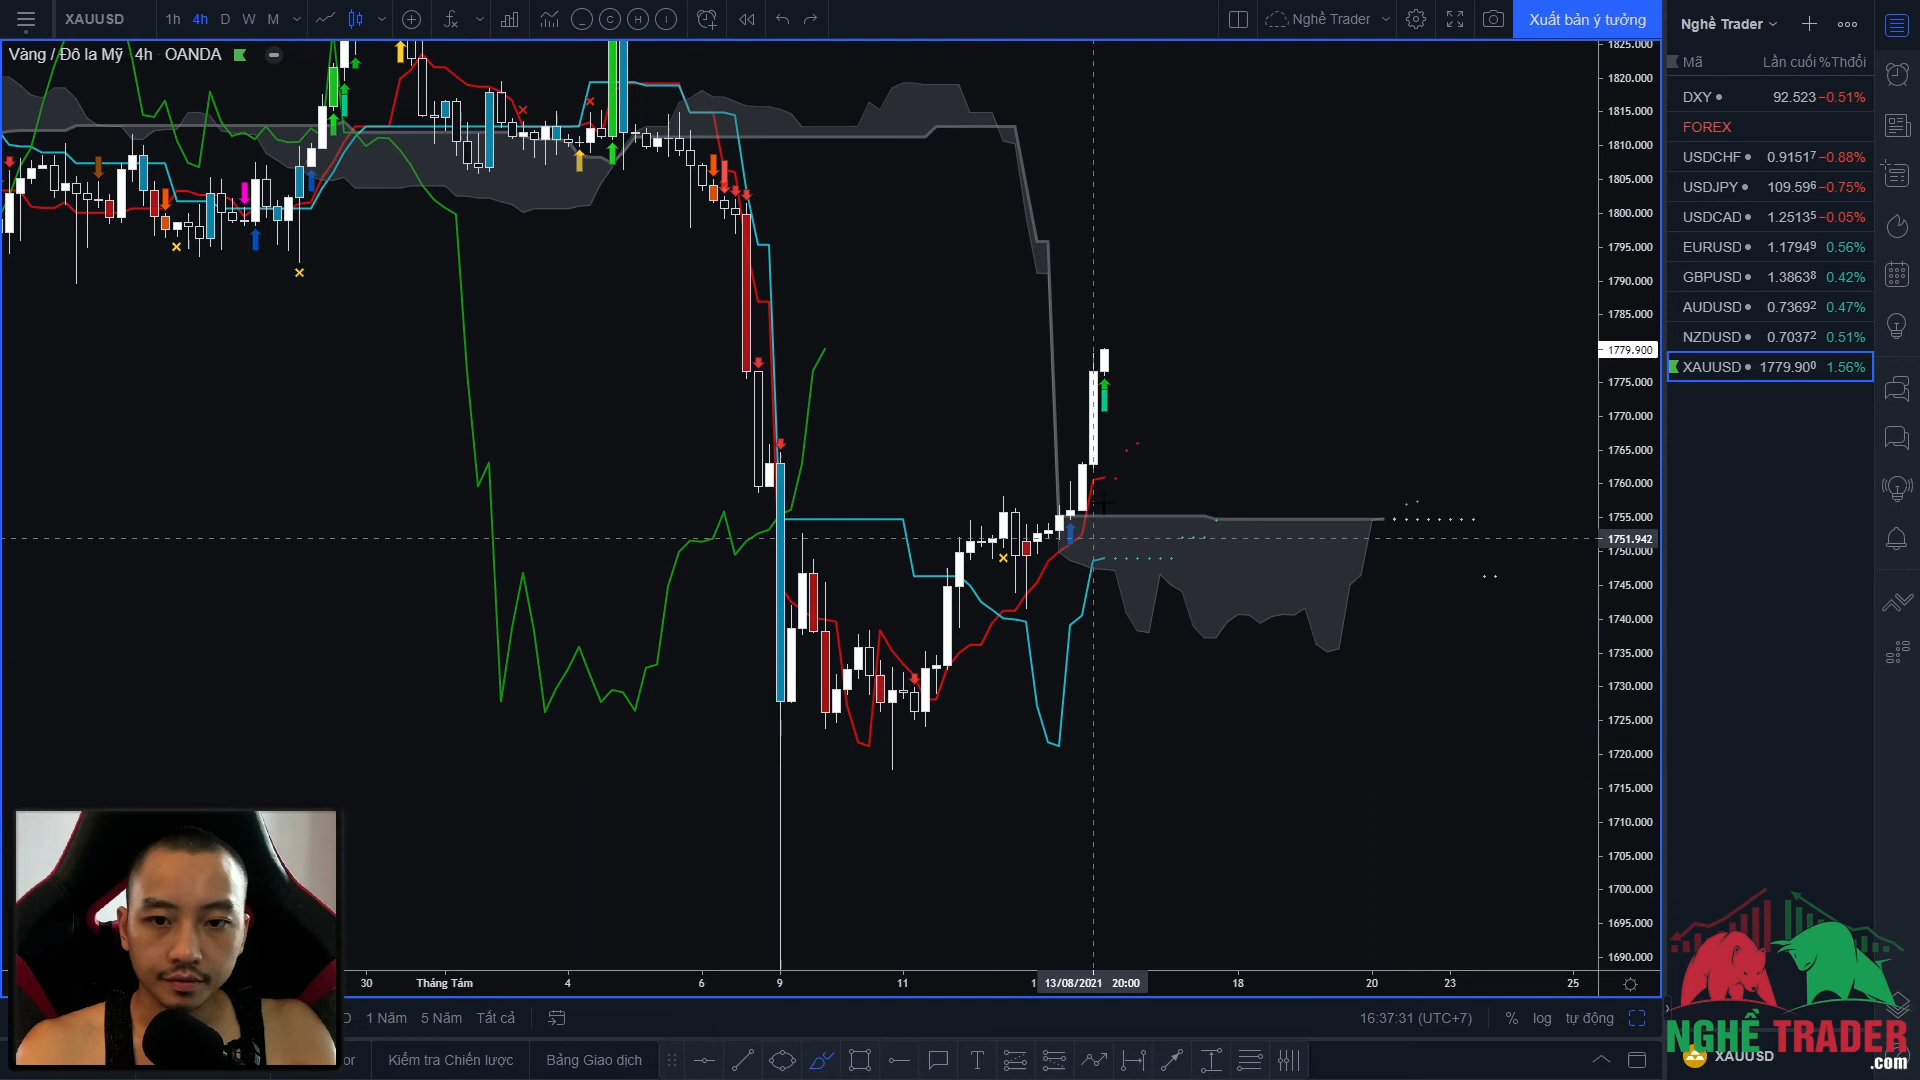 XAUUSD
1h 4h D W M
Nghề Trader
Xuất bản ý tưởng
Vàng / Đô la Mỹ 4h OANDA
1825.000
1820.000
1815.000
1810.000
1805.000
1800.000
1795.000
1790.000
1785.000
1779.900
1775.000
1770.000
1765.000
1760.000
1755.000
1751.942
1750.000
1745.000
1740.000
1735.000
1730.000
1725.000
1720.000
1715.000
1710.000
1705.000
1700.000
1695.000
1690.000
30 Tháng Tám 4 6 9 11 13/08/2021 20:00 18 20 23 25
1 Năm 5 Năm Tất cả
16:37:31 (UTC+7) % log tự động
Kiểm tra Chiến lược Bảng Giao dịch
Nghề Trader
Mã Lần cuối %Thđổi
DXY 92.523 −0.51%
FOREX
USDCHF 0.91517 −0.88%
USDJPY 109.596 −0.75%
USDCAD 1.25135 −0.05%
EURUSD 1.17949 0.56%
GBPUSD 1.38638 0.42%
AUDUSD 0.73692 0.47%
NZDUSD 0.70372 0.51%
XAUUSD 1779.900 1.56%
NGHỀ TRADER
.com
XAUUSD